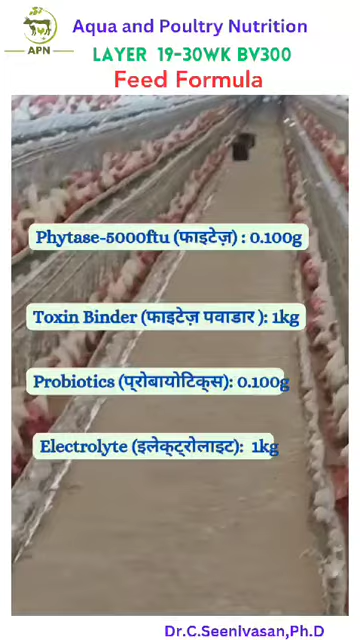 Aqua and Poultry Nutrition
APN
LAYER 19-30WK BV300
Feed Formula
Phytase-5000ftu (फाइटेज़) : 0.100g
Toxin Binder (फाइटेज़ पवाडार ): 1kg
Probiotics (प्रोबायोटिक्स): 0.100g
Electrolyte (इलेक्ट्रोलाइट): 1kg
Dr.C.SeenIvasan,Ph.D